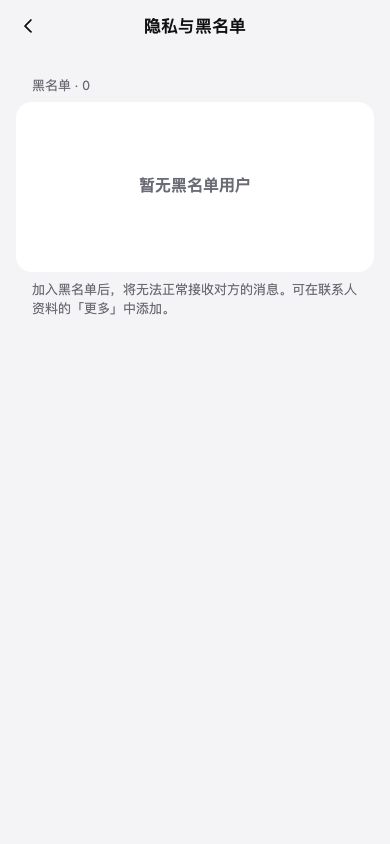 隐私与黑名单
黑名单 · 0
暂无黑名单用户
加入黑名单后，将无法正常接收对方的消息。可在联系人
资料的「更多」中添加。